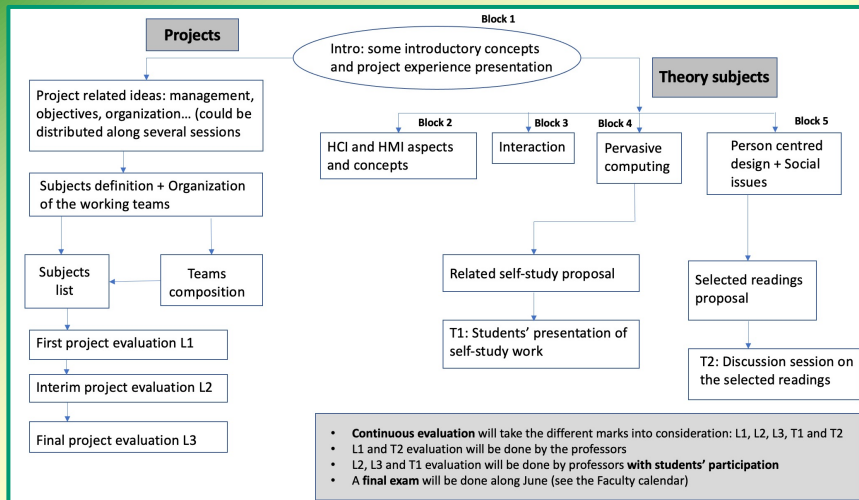 Block 1
Projects
Intro: some introductory concepts
and project experience presentation
Theory subjects
Project related ideas: management,
objectives, organization... (could be
distributed along several sessions
Subjects definition + Organization
of the working teams
Subjects
list
Teams
composition
First project evaluation L1
Interim project evaluation L2
Final project evaluation L3
Block 2
HCI and HMI aspects
and concepts
Block 3
Interaction
Block 4
Pervasive
computing
Related self-study proposal
T1: Students’ presentation of
self-study work
Block 5
Person centred
design + Social
issues
Selected readings
proposal
T2: Discussion session on
the selected readings
• Continuous evaluation will take the different marks into consideration: L1, L2, L3, T1 and T2
• L1 and T2 evaluation will be done by the professors
• L2, L3 and T1 evaluation will be done by professors with students’ participation
• A final exam will be done along June (see the Faculty calendar)